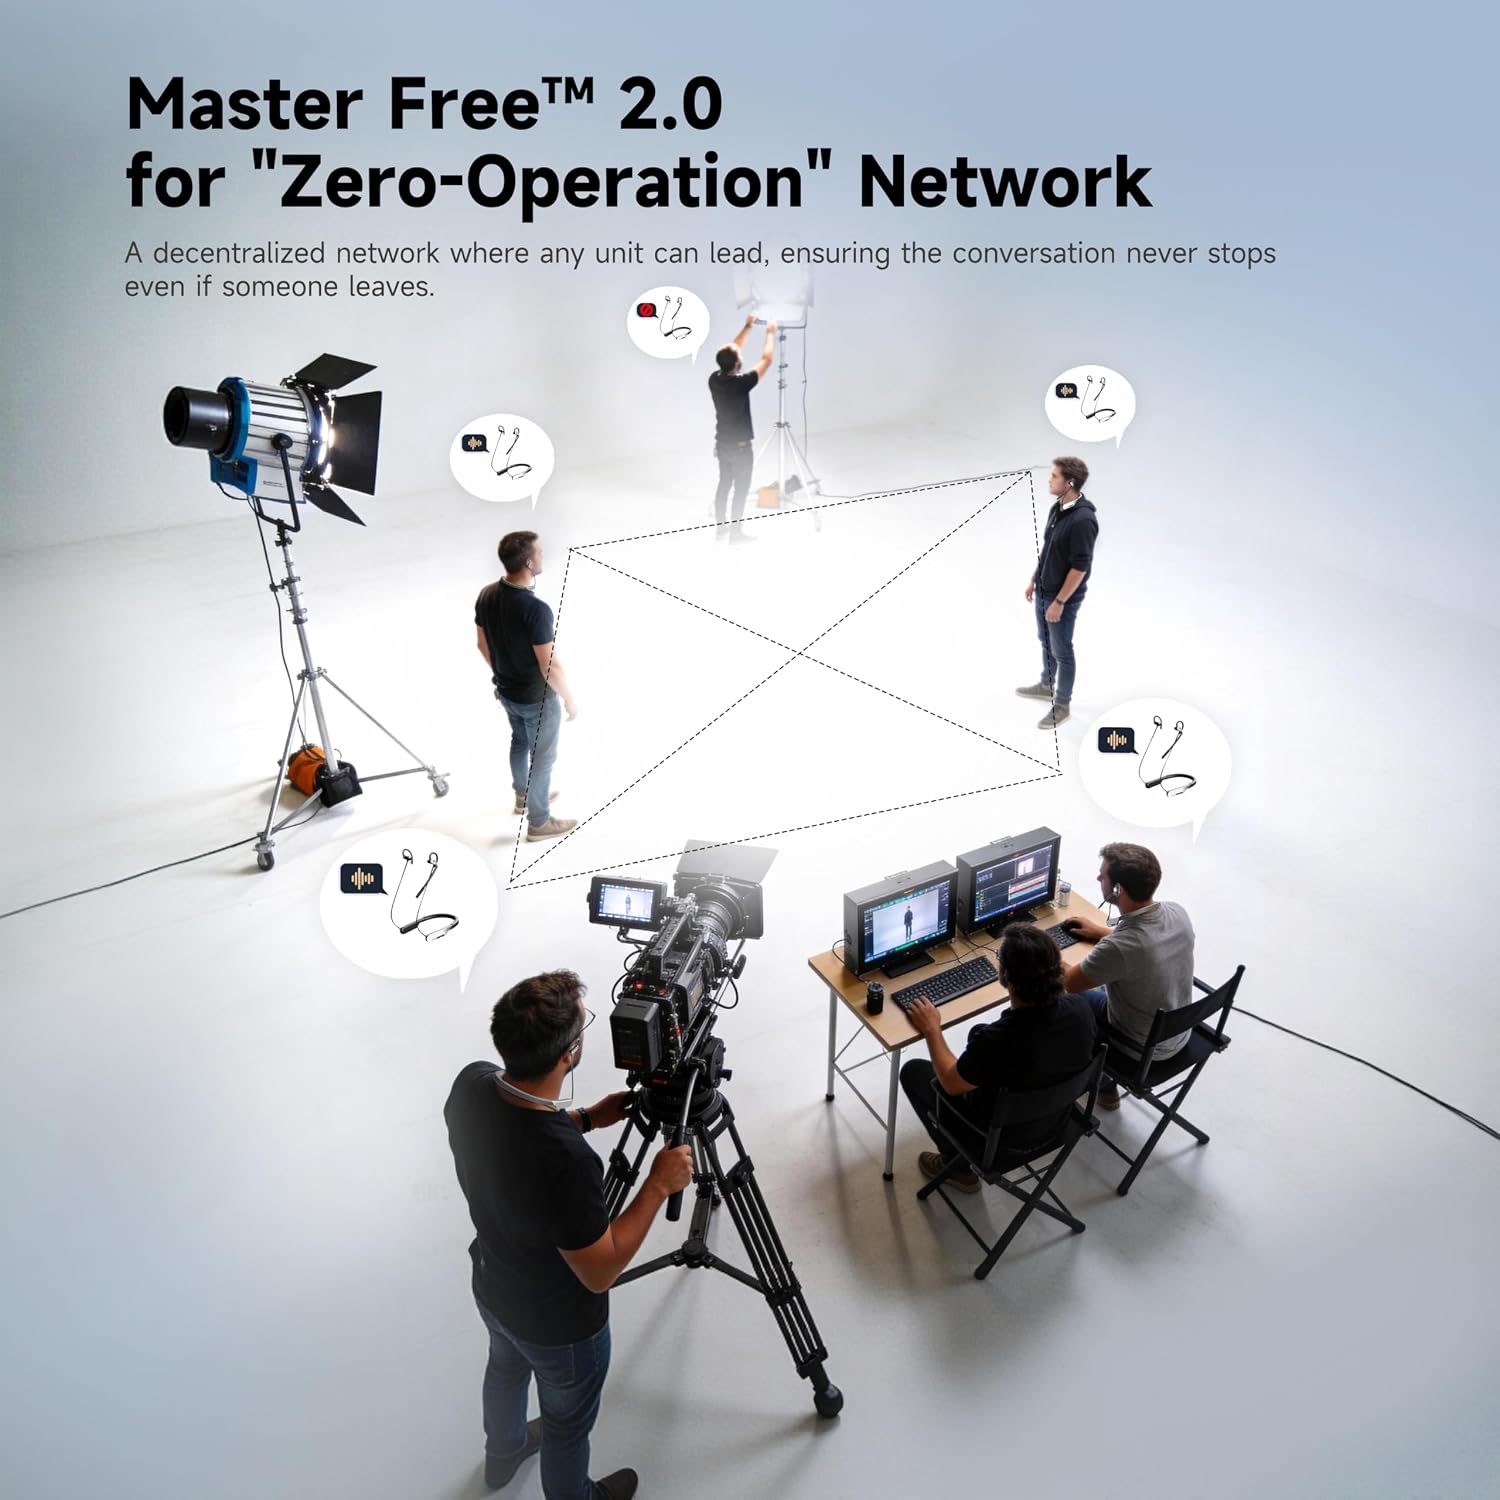 Master Free™ 2.0
for "Zero-Operation" Network
A decentralized network where any unit can lead, ensuring the conversation never stops
even if someone leaves.